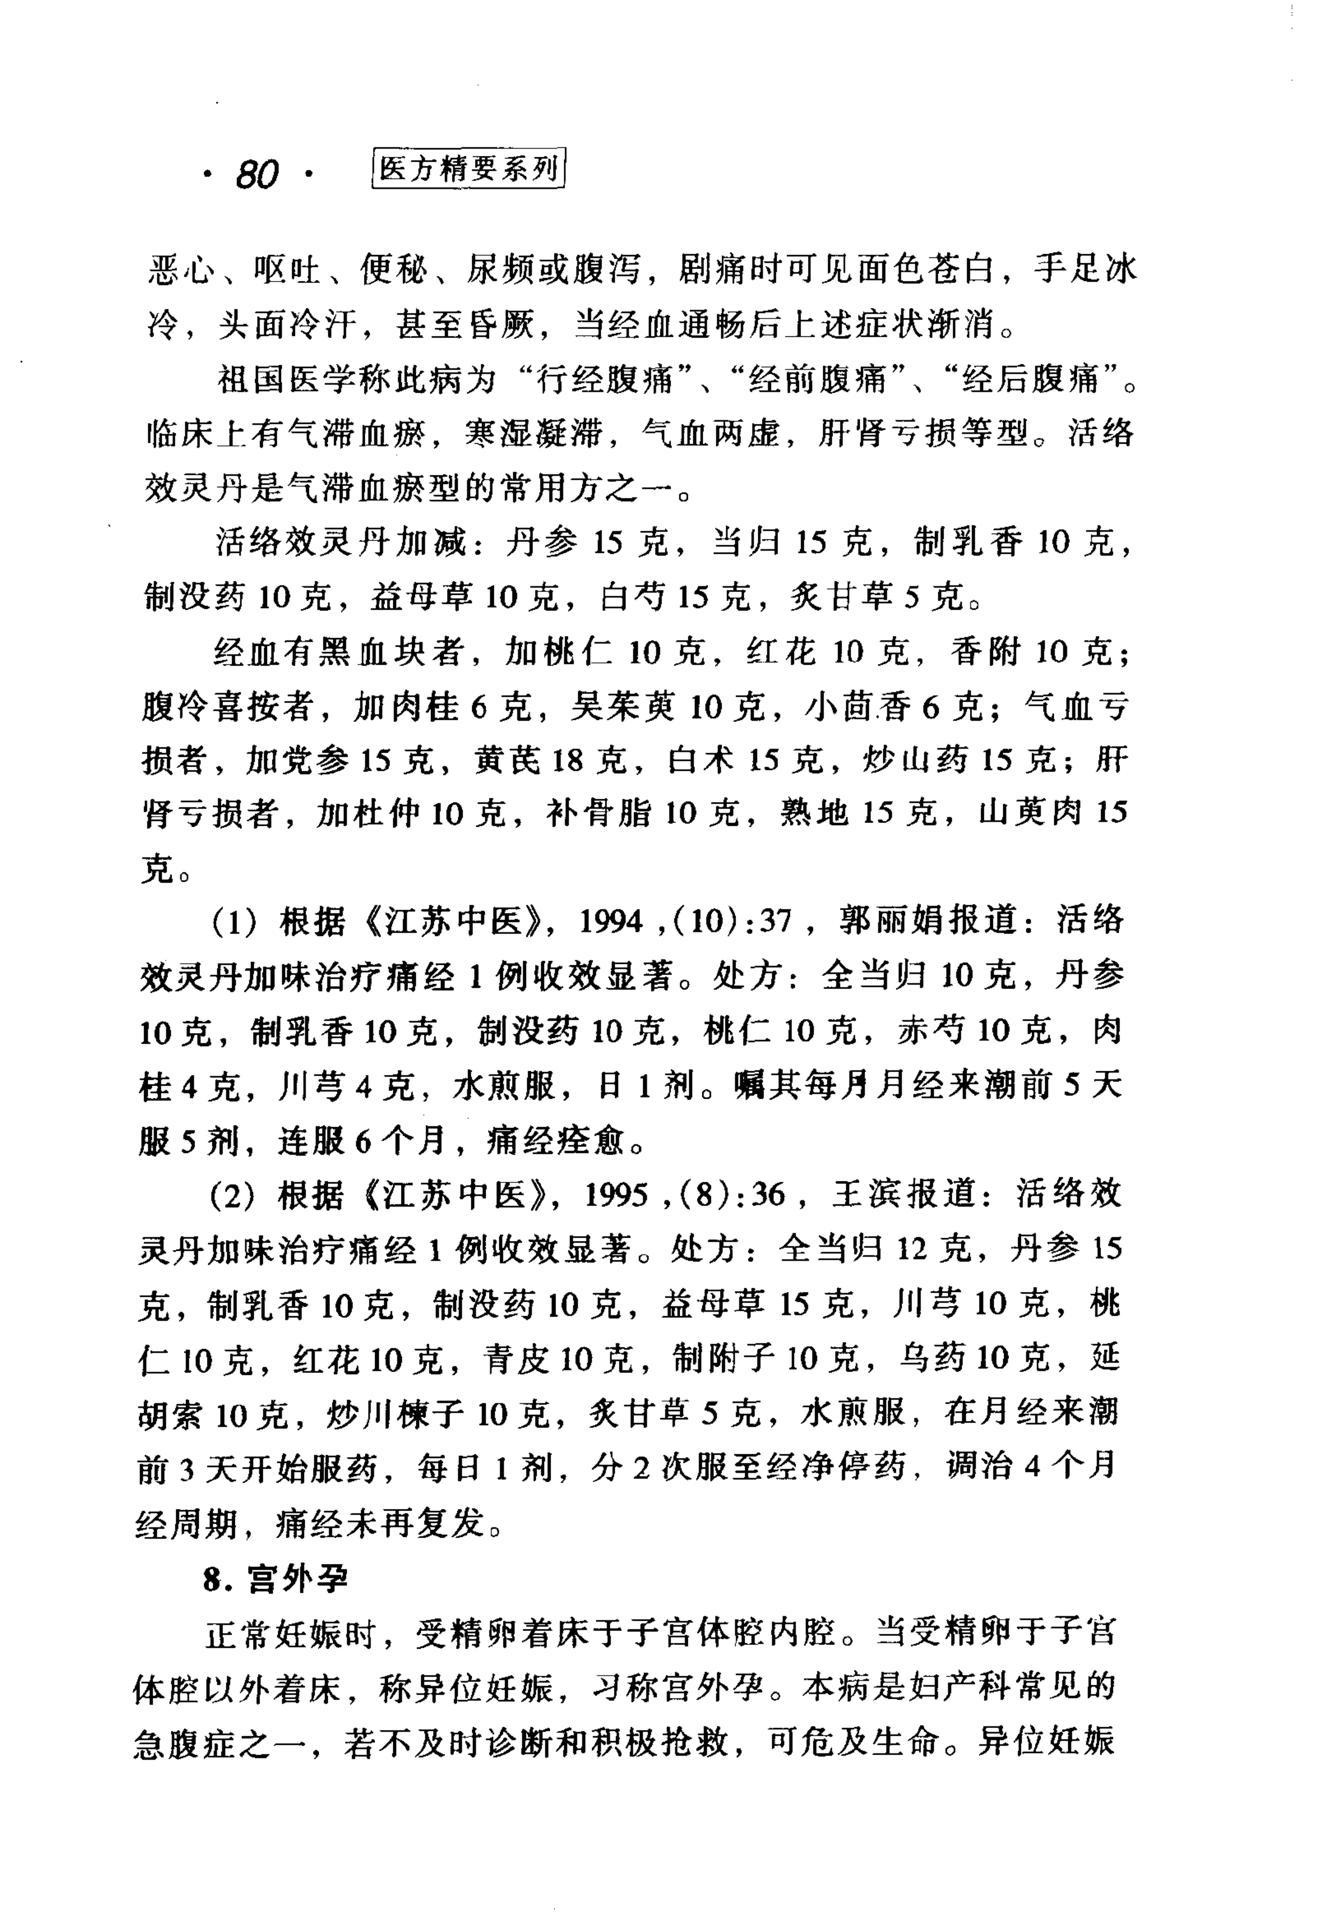 ·80· 医方精要系列
恶心、呕吐、便秘、尿频或腹泻，剧痛时可见面色苍白，手足冰
冷，头面冷汗，甚至昏厥，当经血通畅后上述症状渐消。
祖国医学称此病为“行经腹痛”、“经前腹痛”、“经后腹痛”。
临床上有气滞血瘀，寒湿凝滞，气血两虚，肝肾亏损等型。活络
效灵丹是气滞血瘀型的常用方之一。
活络效灵丹加减：丹参 15 克，当归 15 克，制乳香 10 克，
制没药 10 克，益母草 10 克，白芍 15 克，炙甘草 5 克。
经血有黑血块者，加桃仁 10 克，红花 10 克，香附 10 克；
腹冷喜按者，加肉桂 6 克，吴茱萸 10 克，小茴香 6 克；气血亏
损者，加党参 15 克，黄芪 18 克，白术 15 克，炒山药 15 克；肝
肾亏损者，加杜仲 10 克，补骨脂 10 克，熟地 15 克，山萸肉 15
克。
(1) 根据《江苏中医》，1994 ,(10):37 ，郭丽娟报道：活络
效灵丹加味治疗痛经 1 例收效显著。处方：全当归 10 克，丹参
10 克，制乳香 10 克，制没药 10 克，桃仁 10 克，赤芍 10 克，肉
桂 4 克，川芎 4 克，水煎服，日 1 剂。嘱其每月月经来潮前 5 天
服 5 剂，连服 6 个月，痛经痊愈。
(2) 根据《江苏中医》，1995 ,(8):36 ，王滨报道：活络效
灵丹加味治疗痛经 1 例收效显著。处方：全当归 12 克，丹参 15
克，制乳香 10 克，制没药 10 克，益母草 15 克，川芎 10 克，桃
仁 10 克，红花 10 克，青皮 10 克，制附子 10 克，乌药 10 克，延
胡索 10 克，炒川楝子 10 克，炙甘草 5 克，水煎服，在月经来潮
前 3 天开始服药，每日 1 剂，分 2 次服至经净停药，调治 4 个月
经周期，痛经未再复发。
8. 宫外孕
正常妊娠时，受精卵着床于子宫体腔内腔。当受精卵于子宫
体腔以外着床，称异位妊娠，习称宫外孕。本病是妇产科常见的
急腹症之一，若不及时诊断和积极抢救，可危及生命。异位妊娠